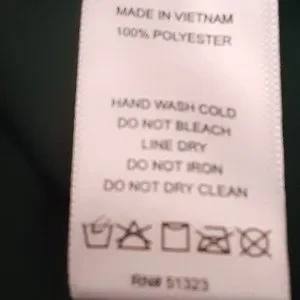 MADE IN VIETNAM
100% POLYESTER
HAND WASH COLD
DO NOT BLEACH
LINE DRY
DO NOT IRON
DO NOT DRY CLEAN
RN# 51323